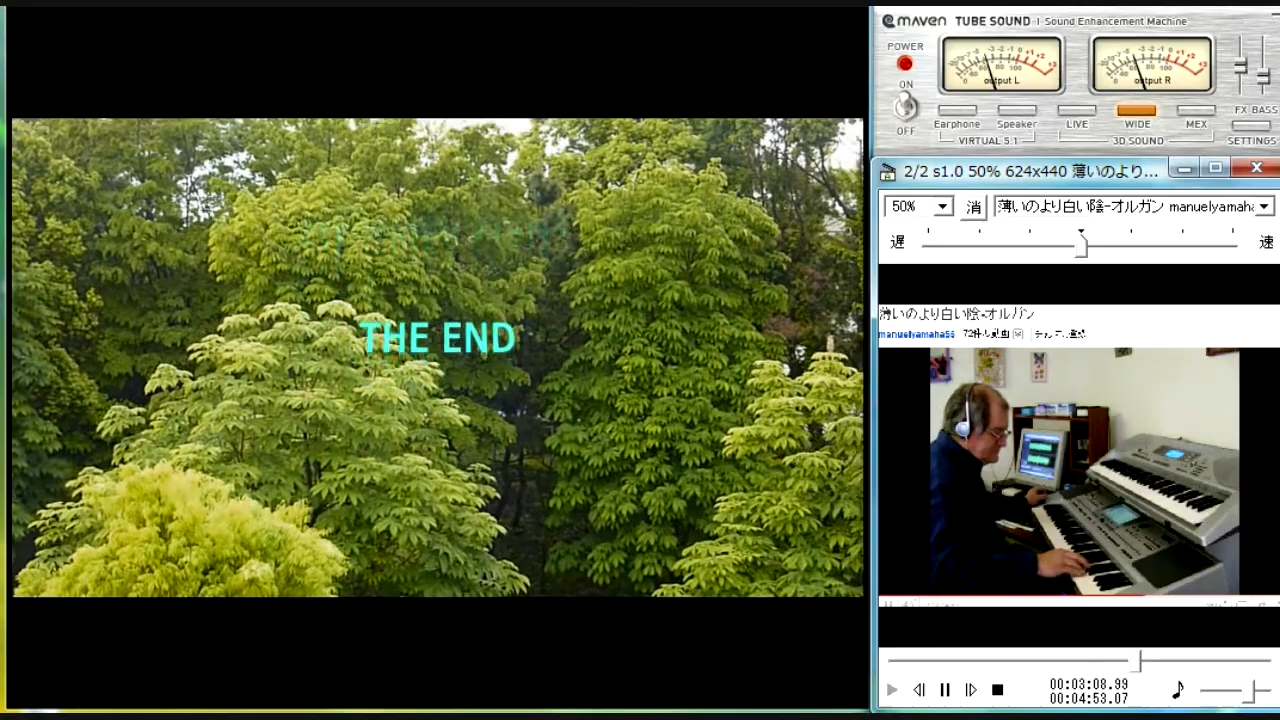 THE END
maven TUBE SOUND | Sound Enhancement Machine
POWER
ON
OFF
output L
output R
Earphone Speaker LIVE WIDE MEX
VIRTUAL 5.1 3D SOUND
FX BASS
SETTINGS
2/2 s1.0 50% 624x440 薄いのより...
50% 消 薄いのより白い陰-オルガン manuelyamaha
遅 速
薄いのより白い陰-オルガン
manuelyamaha56
00:03:08.99
00:04:53.07